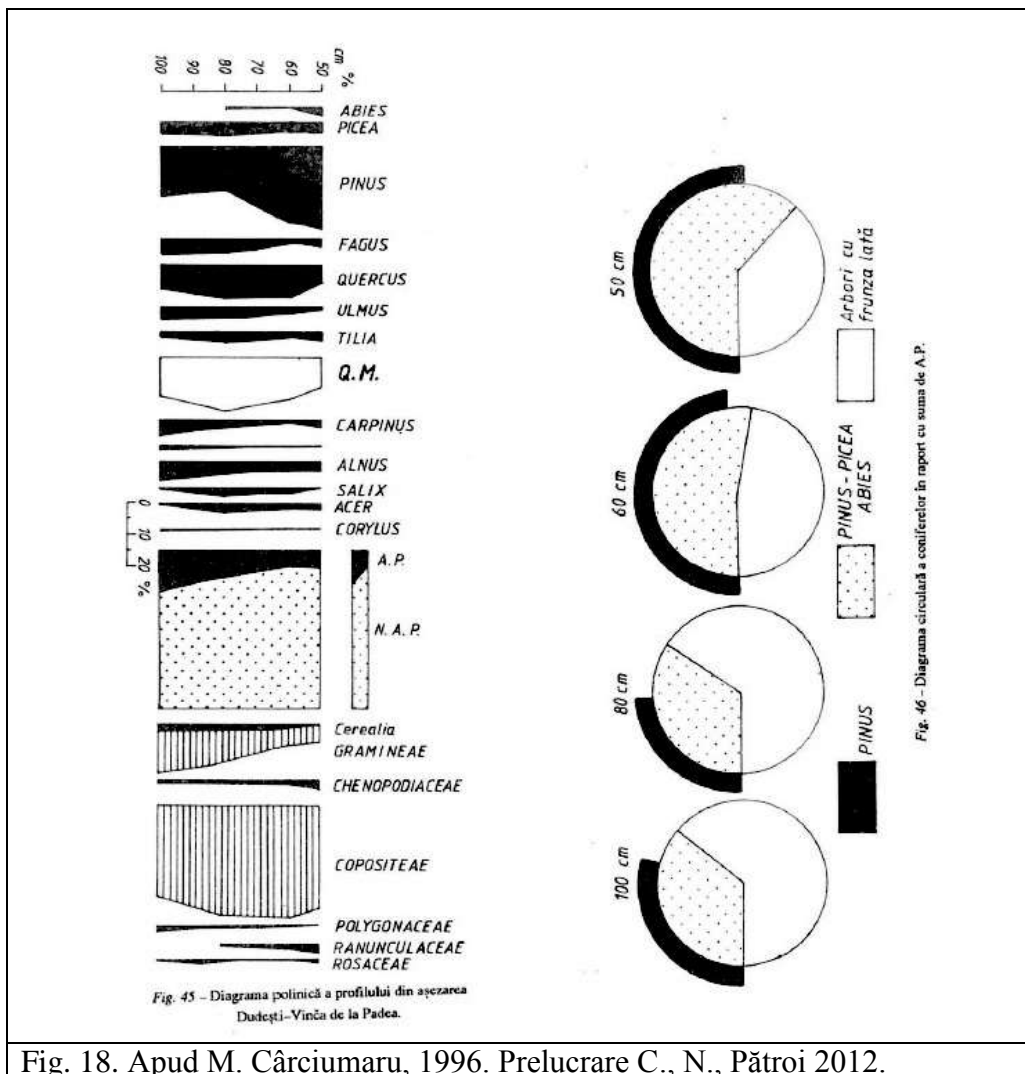 cm %
100 90 80 70 60 50
ABIES
PICEA
PINUS
FAGUS
QUERCUS
ULMUS
TILIA
Q.M.
CARPINUS
ALNUS
SALIX
ACER
CORYLUS
0
10
20
%
A.P.
N.A.P.
Cerealia
GRAMINEAE
CHENOPODIACEAE
COPOSITEAE
POLYGONACEAE
RANUNCULACEAE
ROSACEAE
Fig. 45 – Diagrama polinică a profilului din așezarea
Dudești–Vinča de la Padea.
50 cm
60 cm
80 cm
100 cm
Arbori cu
frunza lată
PINUS - PICEA
ABIES
PINUS
Fig. 46 – Diagrama circulară a coniferelor în raport cu suma de A.P.
Fig. 18. Apud M. Cârciumaru, 1996. Prelucrare C., N., Pătroi 2012.